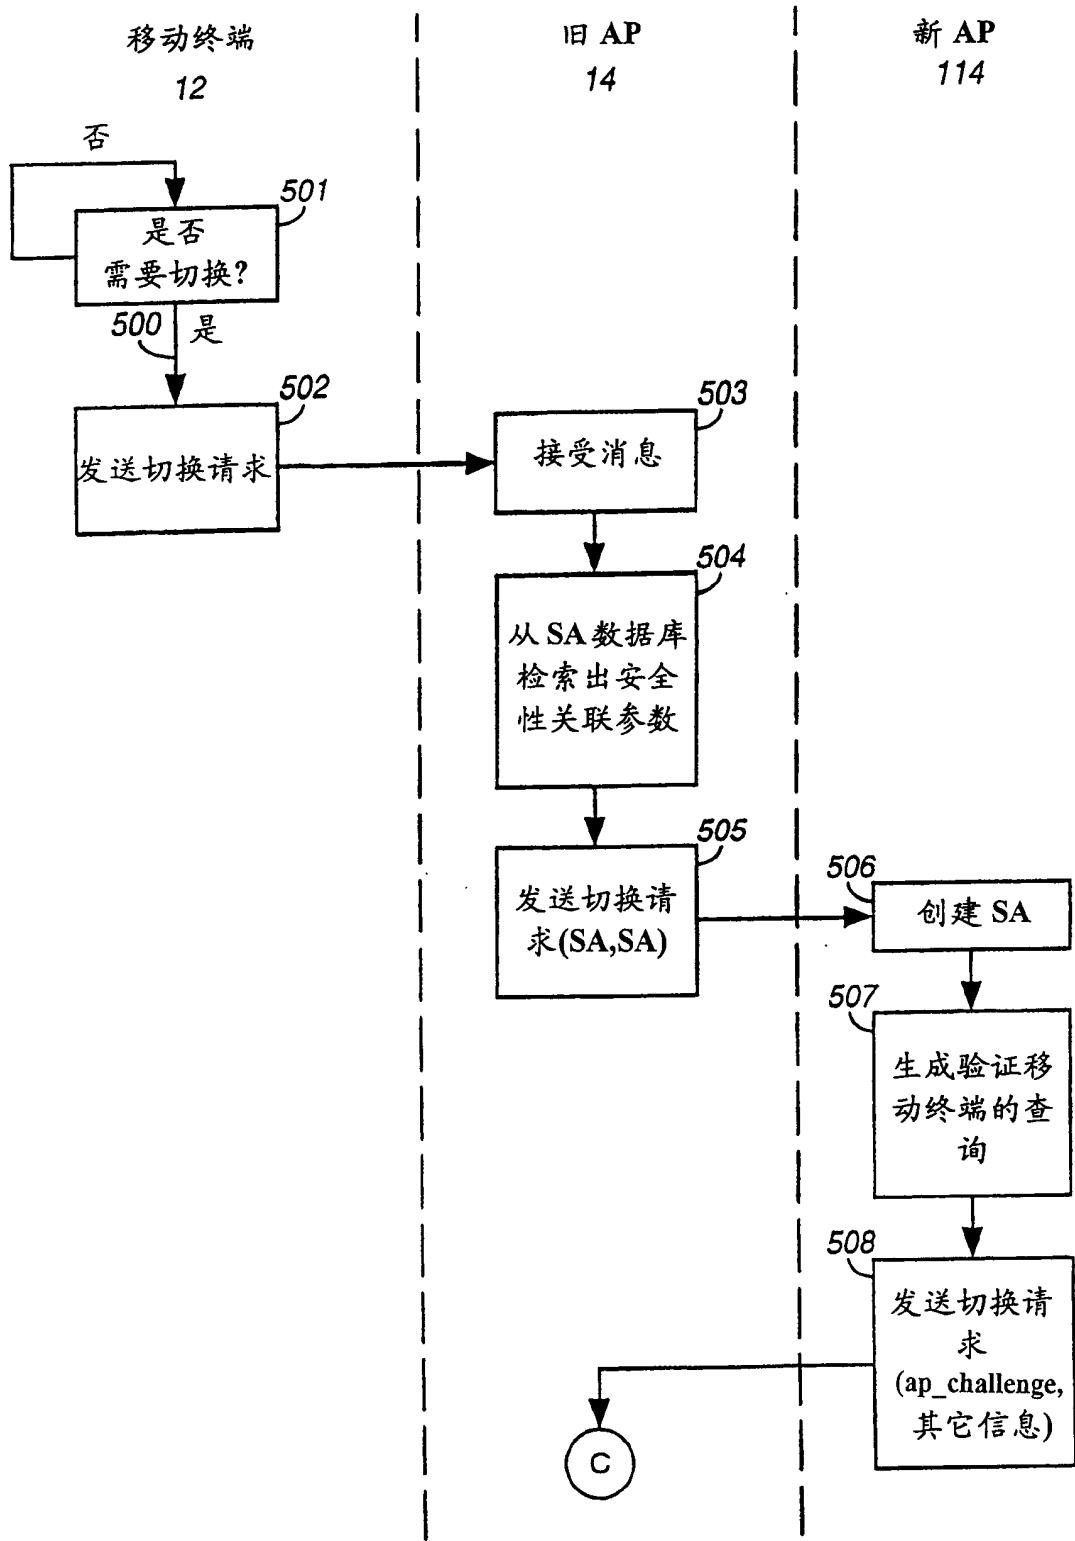 移动终端
12
旧 AP
14
新 AP
114
否
501
是否
需要切换?
500
是
502
发送切换请求
503
接受消息
504
从SA数据库
检索出安全
性关联参数
505
发送切换请
求(SA,SA)
506
创建 SA
507
生成验证移
动终端的查
询
508
发送切换请
求
(ap_challenge,
其它信息)
C